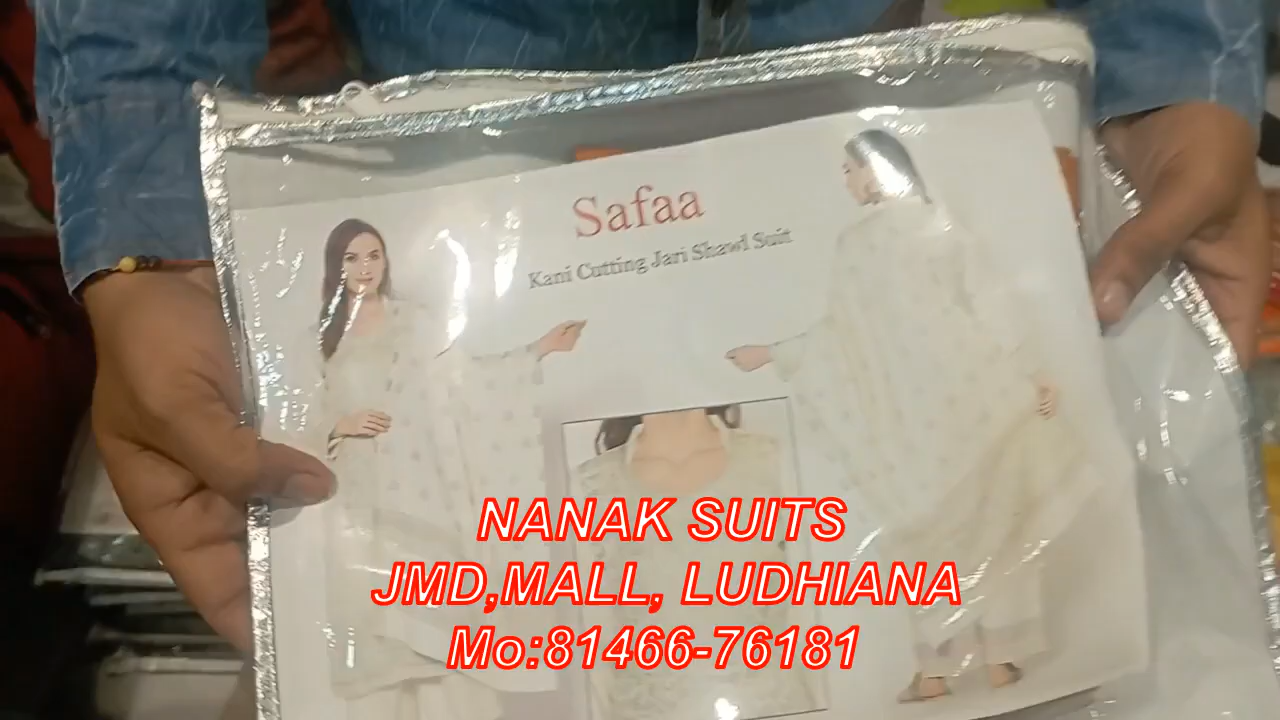 Safaa
Kani Cutting Jari Shawl Suit
NANAK SUITS
JMD,MALL, LUDHIANA
Mo:81466-76181